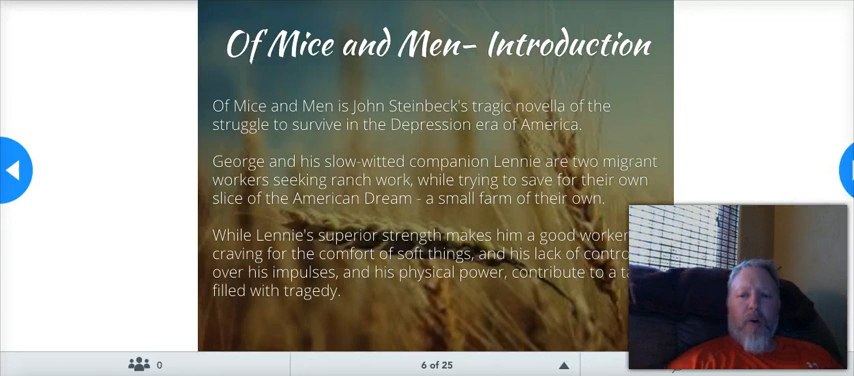 Of Mice and Men- Introduction
Of Mice and Men is John Steinbeck's tragic novella of the
struggle to survive in the Depression era of America.
George and his slow-witted companion Lennie are two migrant
workers seeking ranch work, while trying to save for their own
slice of the American Dream - a small farm of their own.
While Lennie's superior strength makes him a good worker
craving for the comfort of soft things, and his lack of contro
over his impulses, and his physical power, contribute to a ta
filled with tragedy.
0
6 of 25